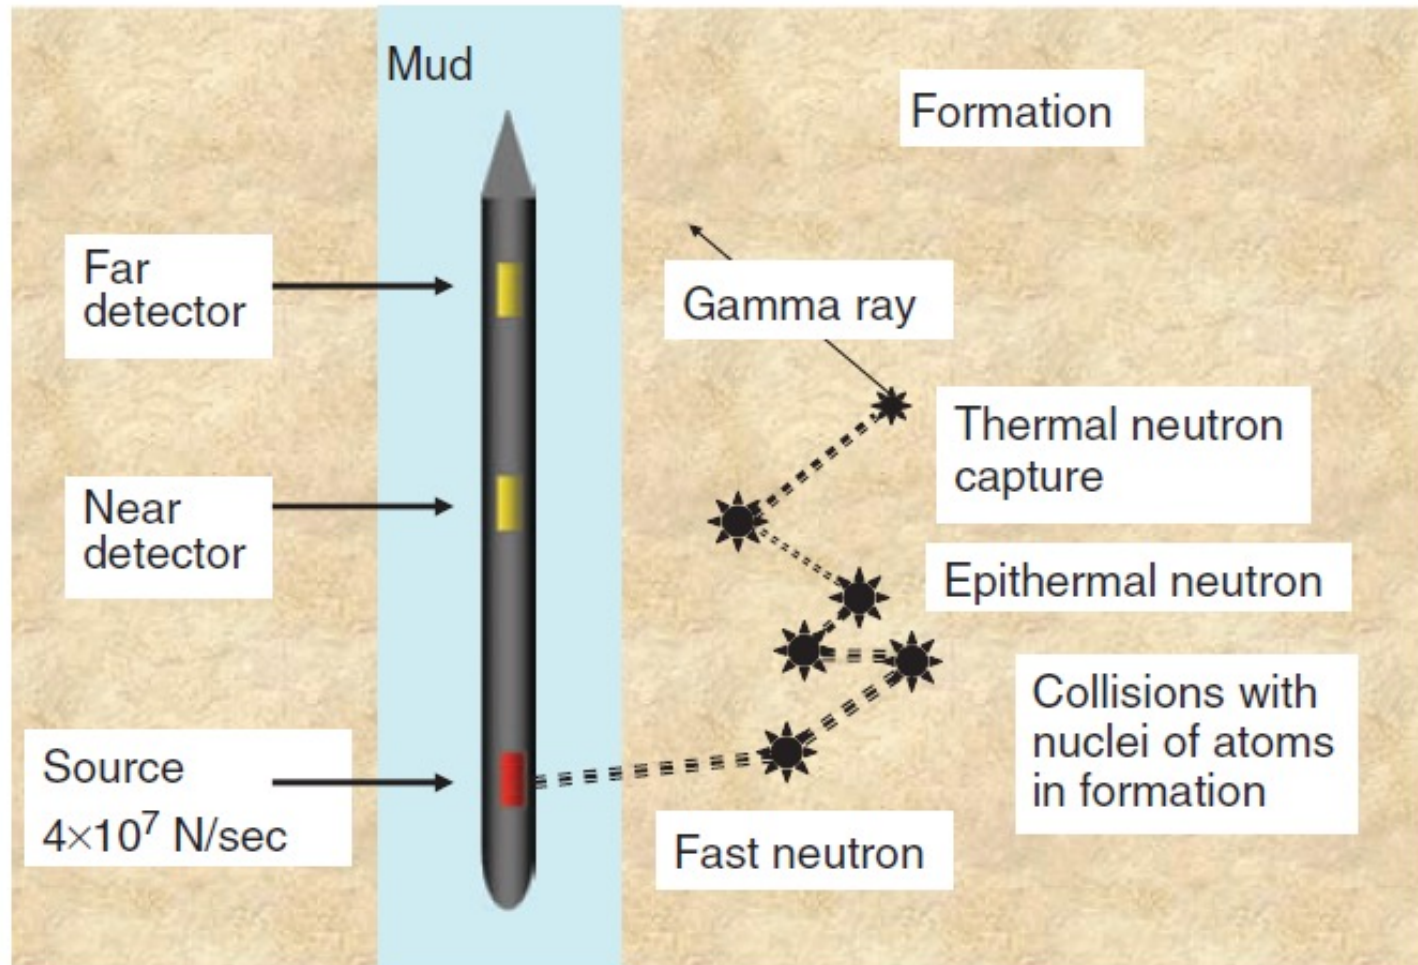 Mud
Formation
Far
detector
Gamma ray
Thermal neutron
capture
Near
detector
Epithermal neutron
Collisions with
nuclei of atoms
in formation
Source
4×10⁷ N/sec
Fast neutron